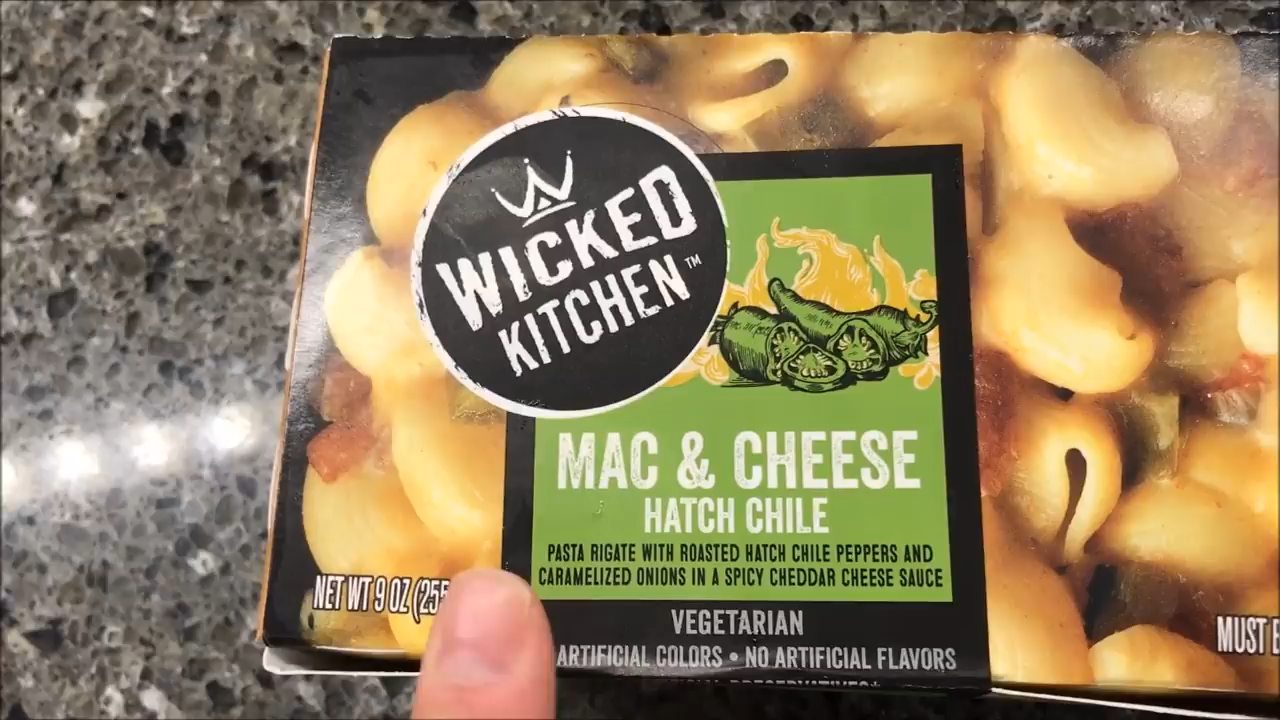 WICKED
KITCHEN™
MAC & CHEESE
HATCH CHILE
PASTA RIGATE WITH ROASTED HATCH CHILE PEPPERS AND
CARAMELIZED ONIONS IN A SPICY CHEDDAR CHEESE SAUCE
VEGETARIAN
ARTIFICIAL COLORS • NO ARTIFICIAL FLAVORS
NET WT 9 OZ (255
MUST